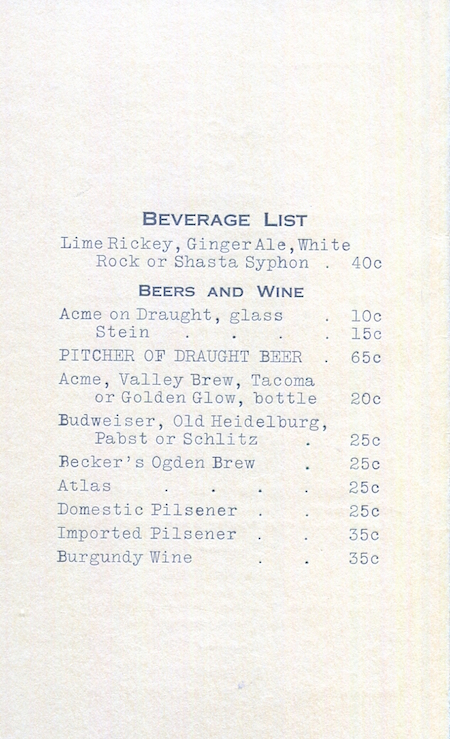 BEVERAGE LIST
Lime Rickey, Ginger Ale, White
Rock or Shasta Syphon . 40c
BEERS AND WINE
Acme on Draught, glass . 10c
Stein . . . . 15c
PITCHER OF DRAUGHT BEER . 65c
Acme, Valley Brew, Tacoma
or Golden Glow, bottle 20c
Budweiser, Old Heidelburg,
Pabst or Schlitz . 25c
Becker's Ogden Brew . 25c
Atlas . . . . 25c
Domestic Pilsener . . 25c
Imported Pilsener . . 35c
Burgundy Wine . . 35c